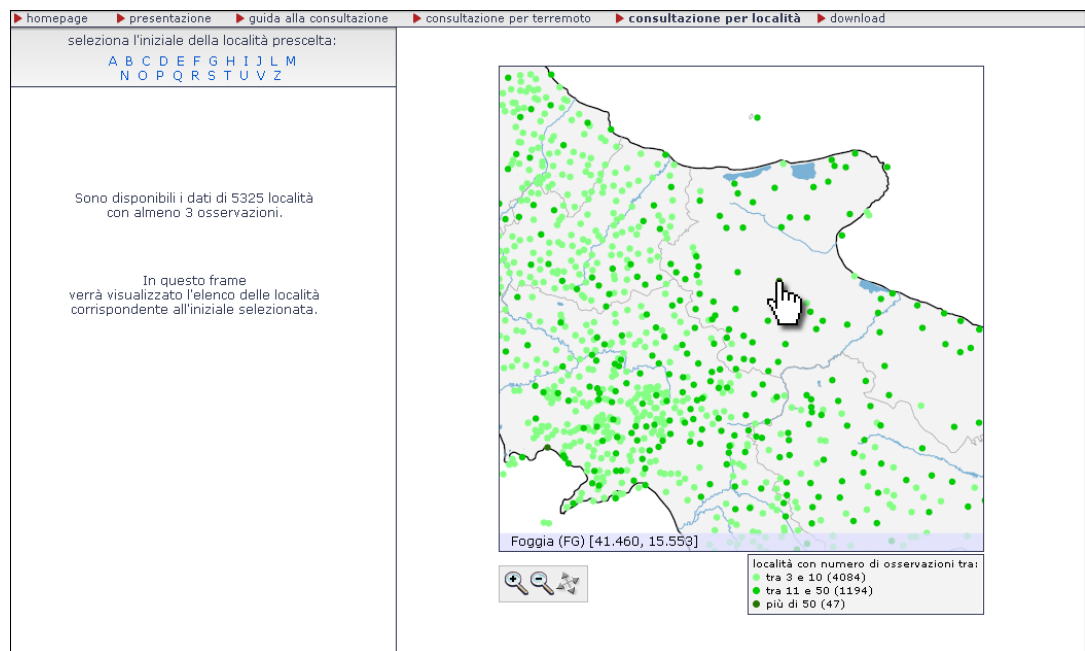 homepage presentazione guida alla consultazione consultazione per terremoto consultazione per località download
seleziona l'iniziale della località prescelta:
A B C D E F G H I J L M
N O P Q R S T U V Z
Sono disponibili i dati di 5325 località
con almeno 3 osservazioni.
In questo frame
verrà visualizzato l'elenco delle località
corrispondente all'iniziale selezionata.
Foggia (FG) [41.460, 15.553]
località con numero di osservazioni tra:
tra 3 e 10 (4084)
tra 11 e 50 (1194)
più di 50 (47)